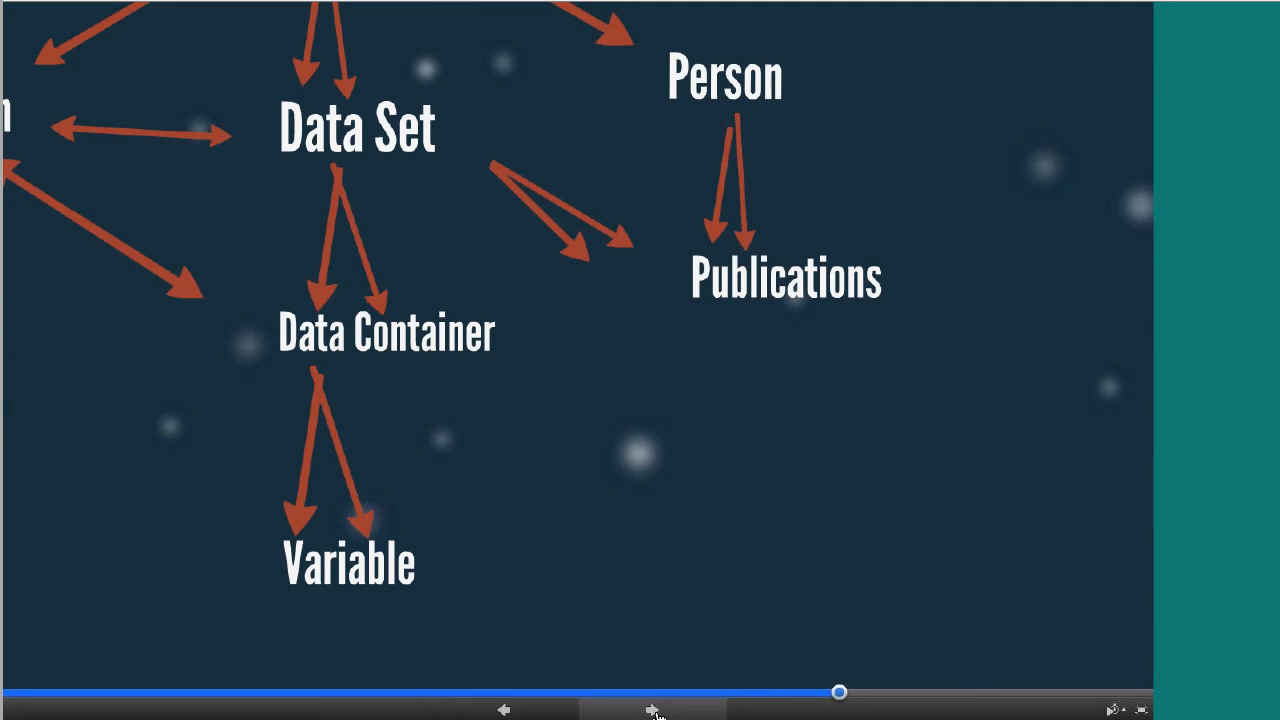 Person
Data Set
Publications
Data Container
Variable